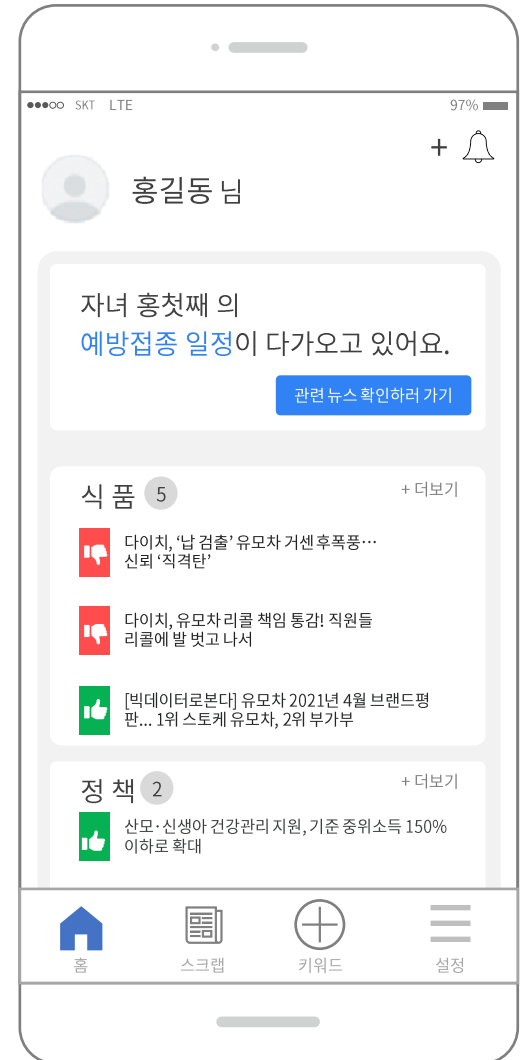 SKT LTE 97%
+
홍길동 님
자녀 홍첫째 의
예방접종 일정이 다가오고 있어요.
관련 뉴스 확인하러 가기
식 품 5 + 더보기
다이치, ‘납 검출’ 유모차 거센 후폭풍…
신뢰 ‘직격탄’
다이치, 유모차 리콜 책임 통감! 직원들
리콜에 발 벗고 나서
[빅데이터로본다] 유모차 2021년 4월 브랜드평
판... 1위 스토케 유모차, 2위 부가부
정 책 2 + 더보기
산모·신생아 건강관리 지원, 기준 중위소득 150%
이하로 확대
홈 스크랩 키워드 설정